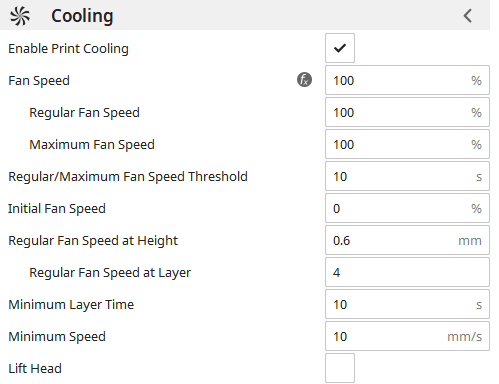 Cooling
Enable Print Cooling
Fan Speed fx 100 %
Regular Fan Speed 100 %
Maximum Fan Speed 100 %
Regular/Maximum Fan Speed Threshold 10 s
Initial Fan Speed 0 %
Regular Fan Speed at Height 0.6 mm
Regular Fan Speed at Layer 4
Minimum Layer Time 10 s
Minimum Speed 10 mm/s
Lift Head